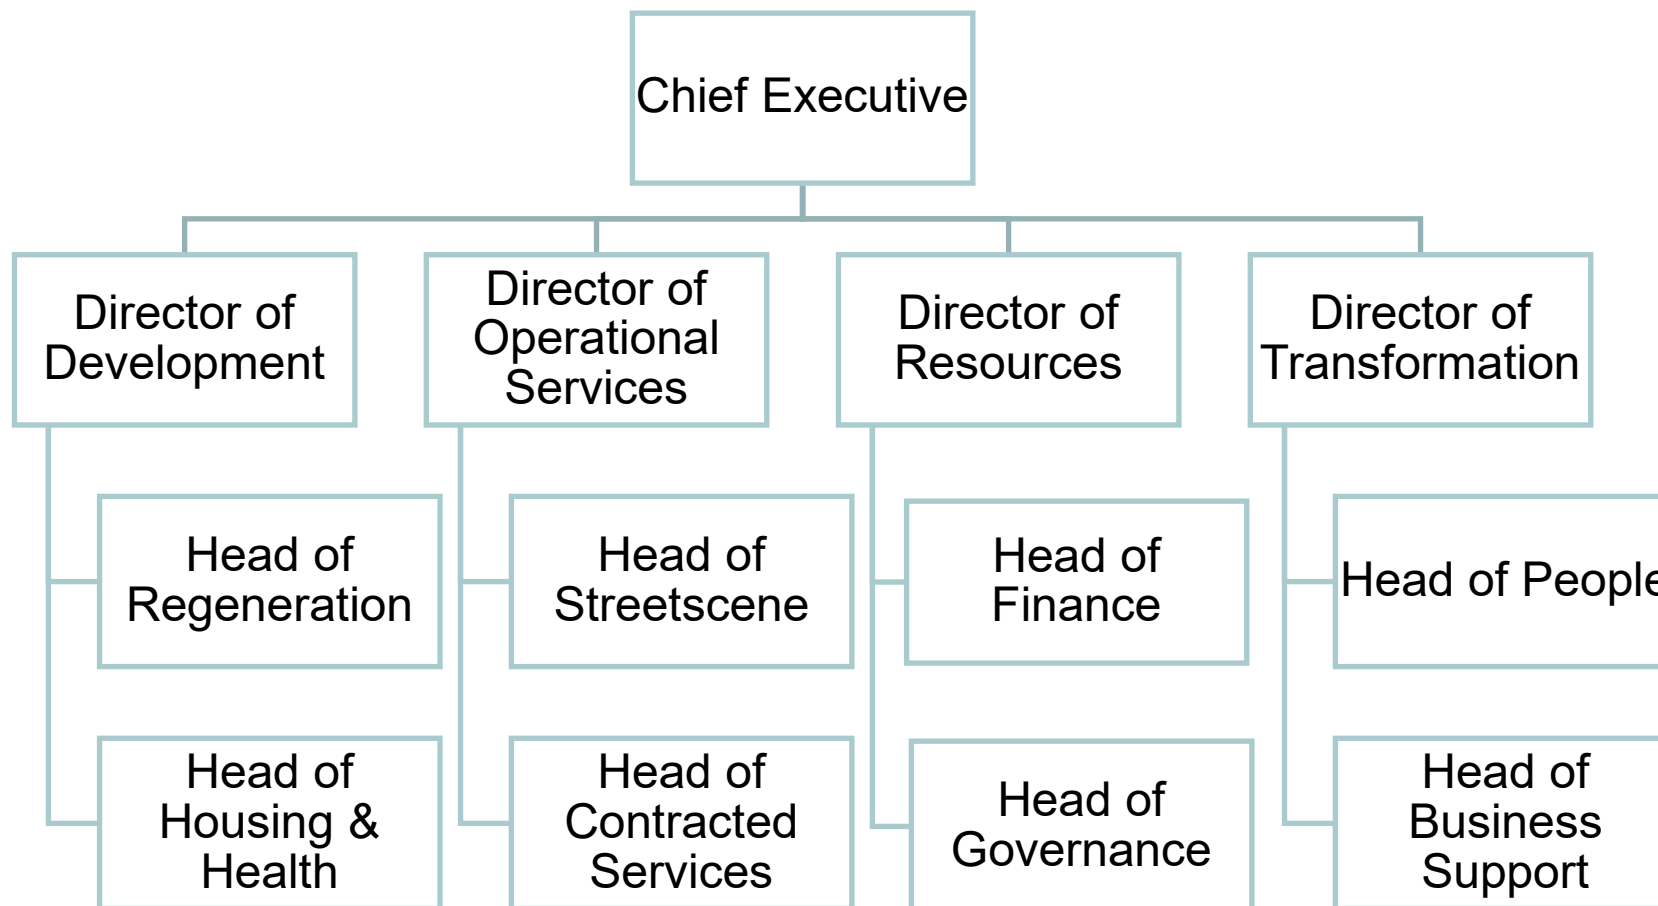 Chief Executive
Director of
Development
Director of
Operational
Services
Director of
Resources
Director of
Transformation
Head of
Regeneration
Head of
Streetscene
Head of
Finance
Head of People
Head of
Housing &
Health
Head of
Contracted
Services
Head of
Governance
Head of
Business
Support